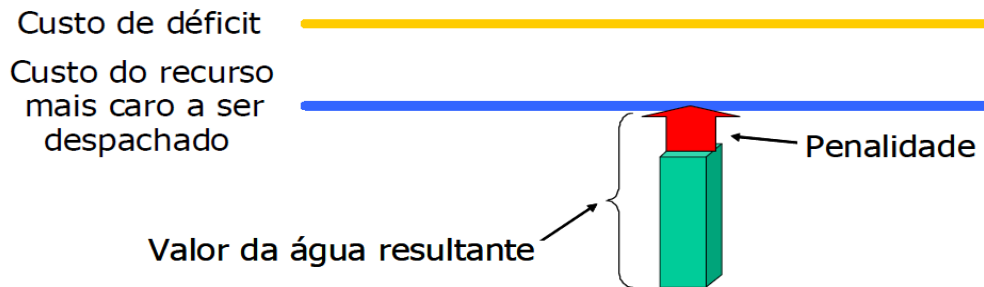 Custo de déficit
Custo do recurso
mais caro a ser
despachado
Penalidade
Valor da água resultante